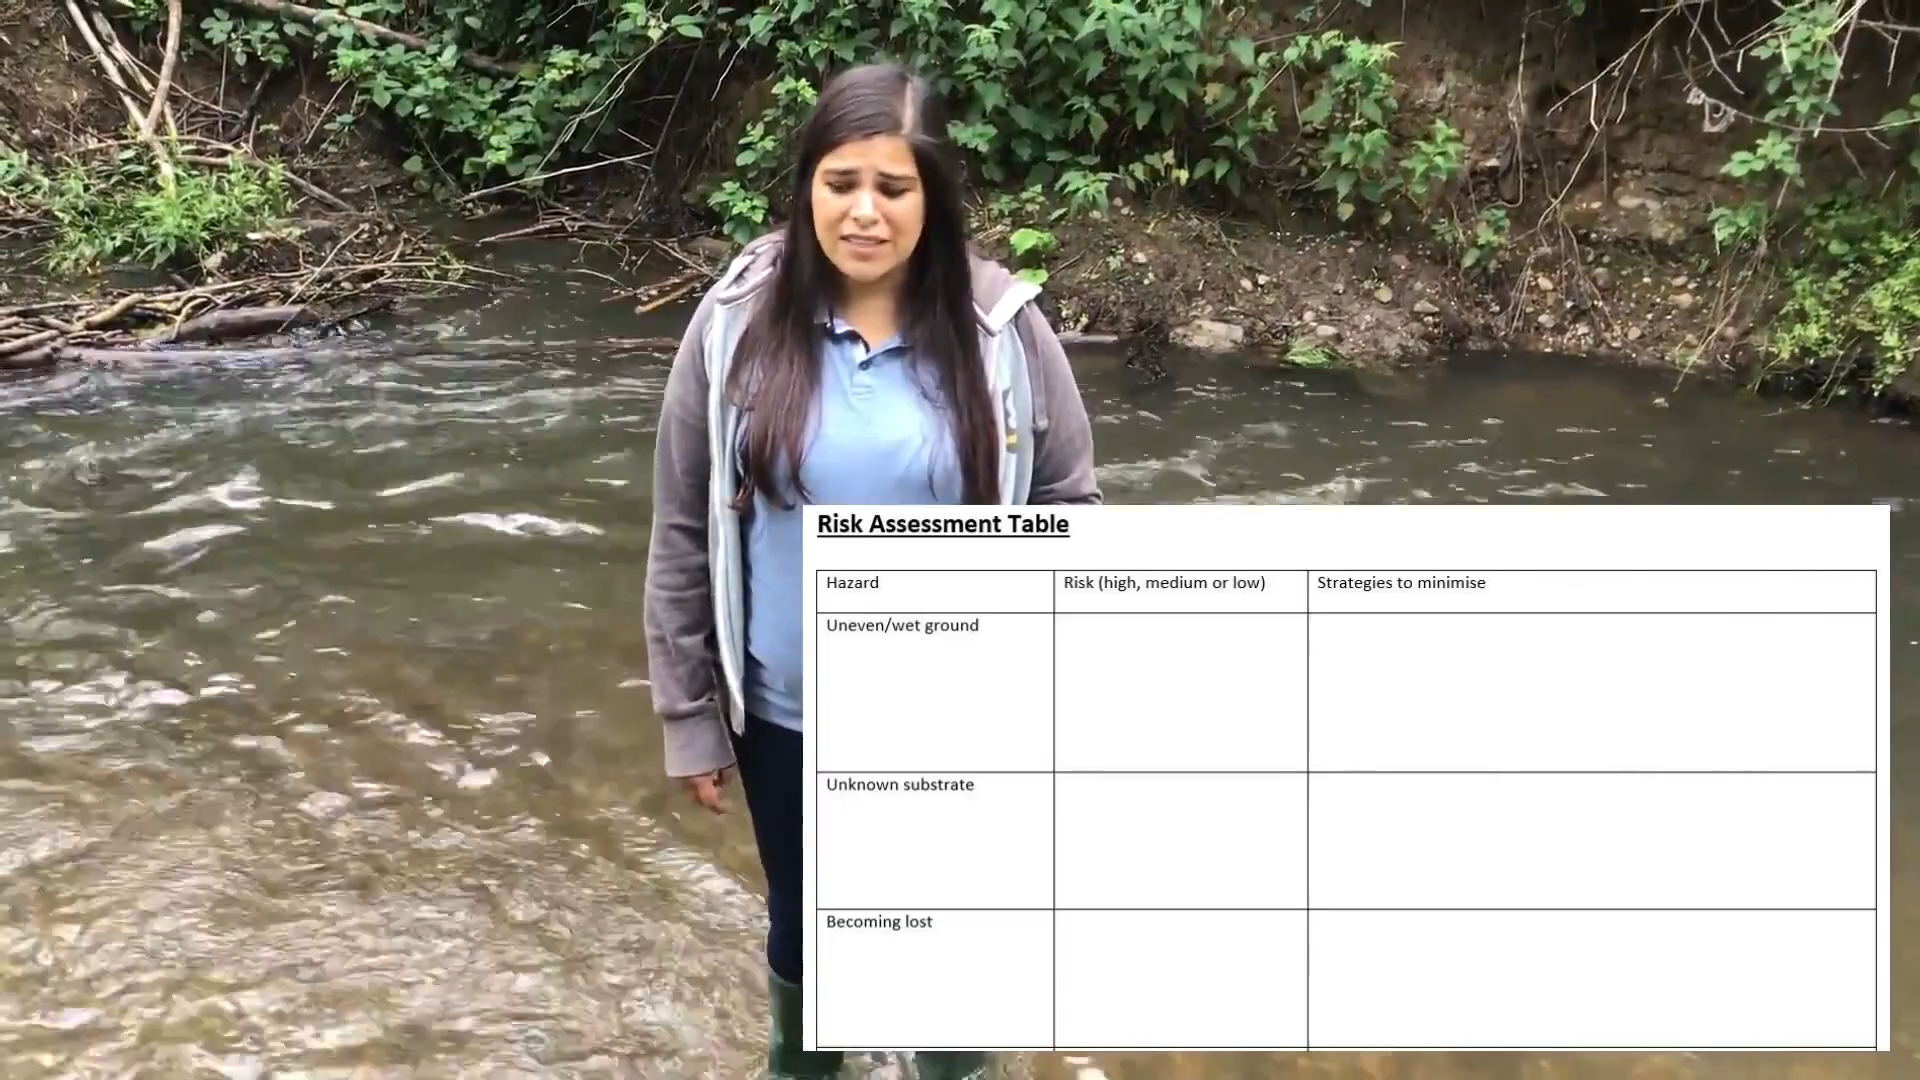 Risk Assessment Table
Hazard Risk (high, medium or low) Strategies to minimise
Uneven/wet ground
Unknown substrate
Becoming lost